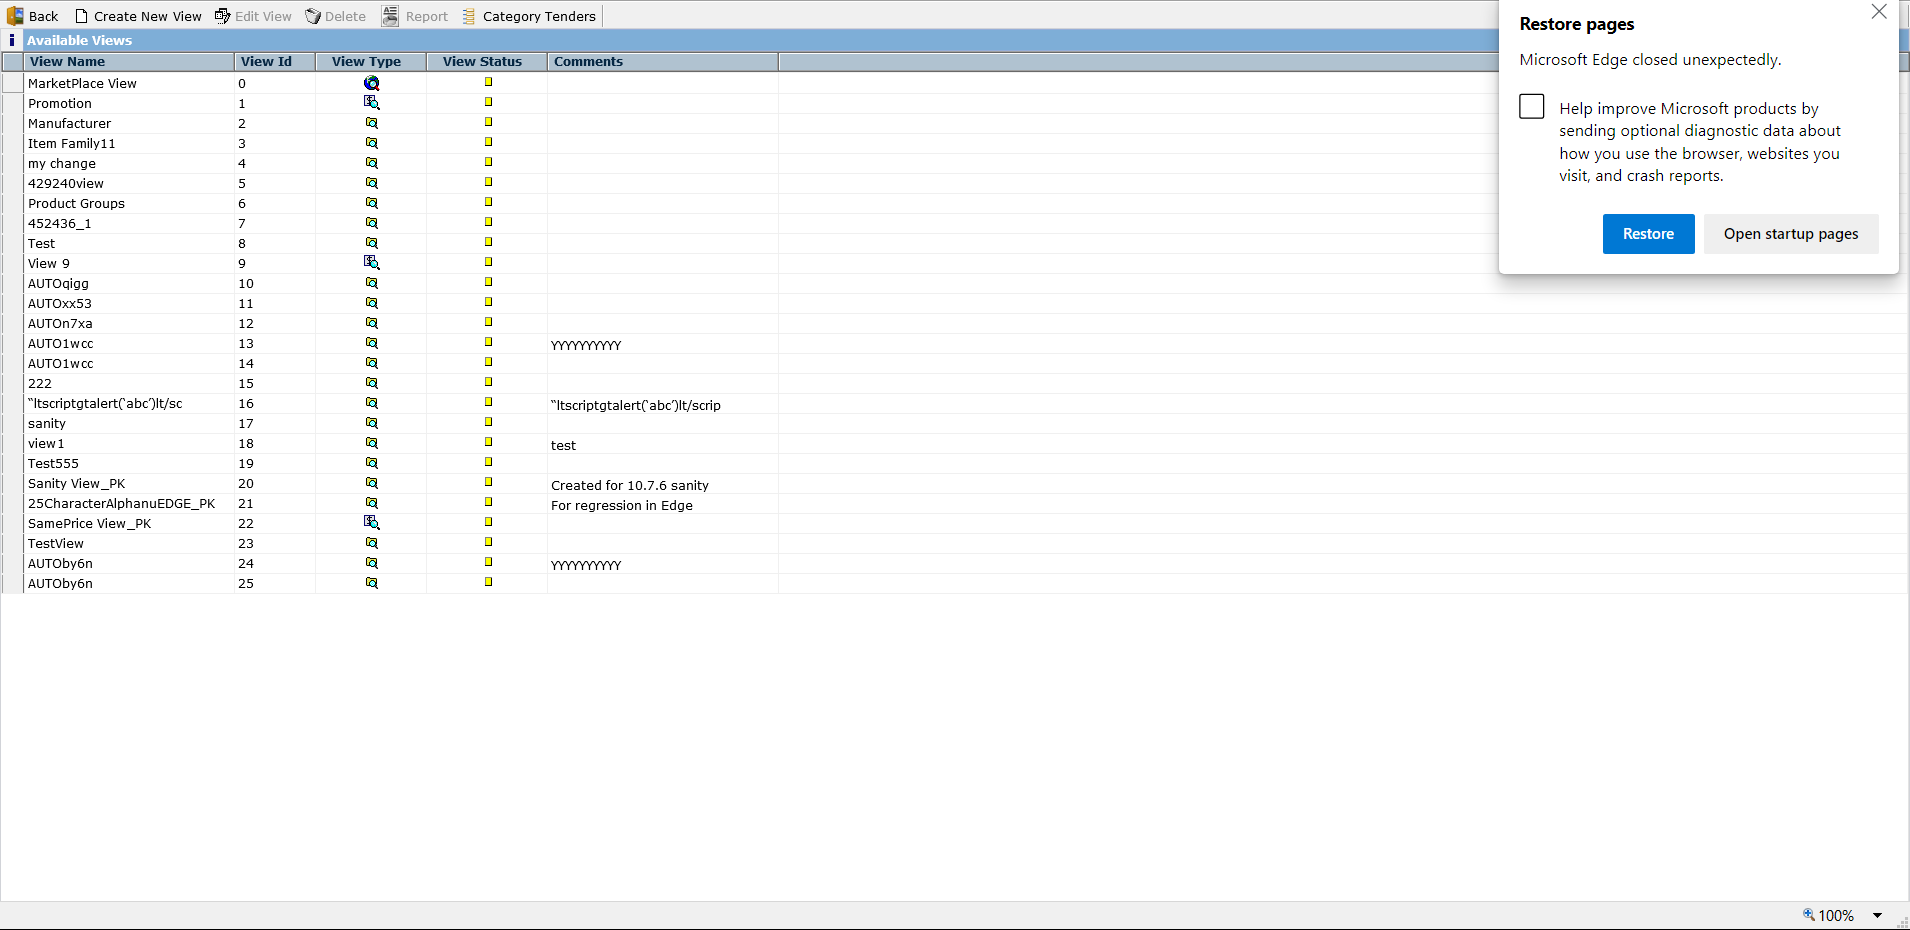 Back Create New View Edit View Delete Report Category Tenders
i Available Views
View Name View Id View Type View Status Comments
MarketPlace View 0
Promotion 1
Manufacturer 2
Item Family11 3
my change 4
429240view 5
Product Groups 6
452436_1 7
Test 8
View 9 9
AUTOqigg 10
AUTOxx53 11
AUTOn7xa 12
AUTO1wcc 13 YYYYYYYYYY
AUTO1wcc 14
222 15
“ltscriptgtalert(‘abc’)lt/sc 16 “ltscriptgtalert(‘abc’)lt/scrip
sanity 17
view1 18 test
Test555 19
Sanity View_PK 20 Created for 10.7.6 sanity
25CharacterAlphanuEDGE_PK 21 For regression in Edge
SamePrice View_PK 22
TestView 23
AUTOby6n 24 YYYYYYYYYY
AUTOby6n 25
Restore pages
Microsoft Edge closed unexpectedly.
Help improve Microsoft products by
sending optional diagnostic data about
how you use the browser, websites you
visit, and crash reports.
Restore Open startup pages
100%